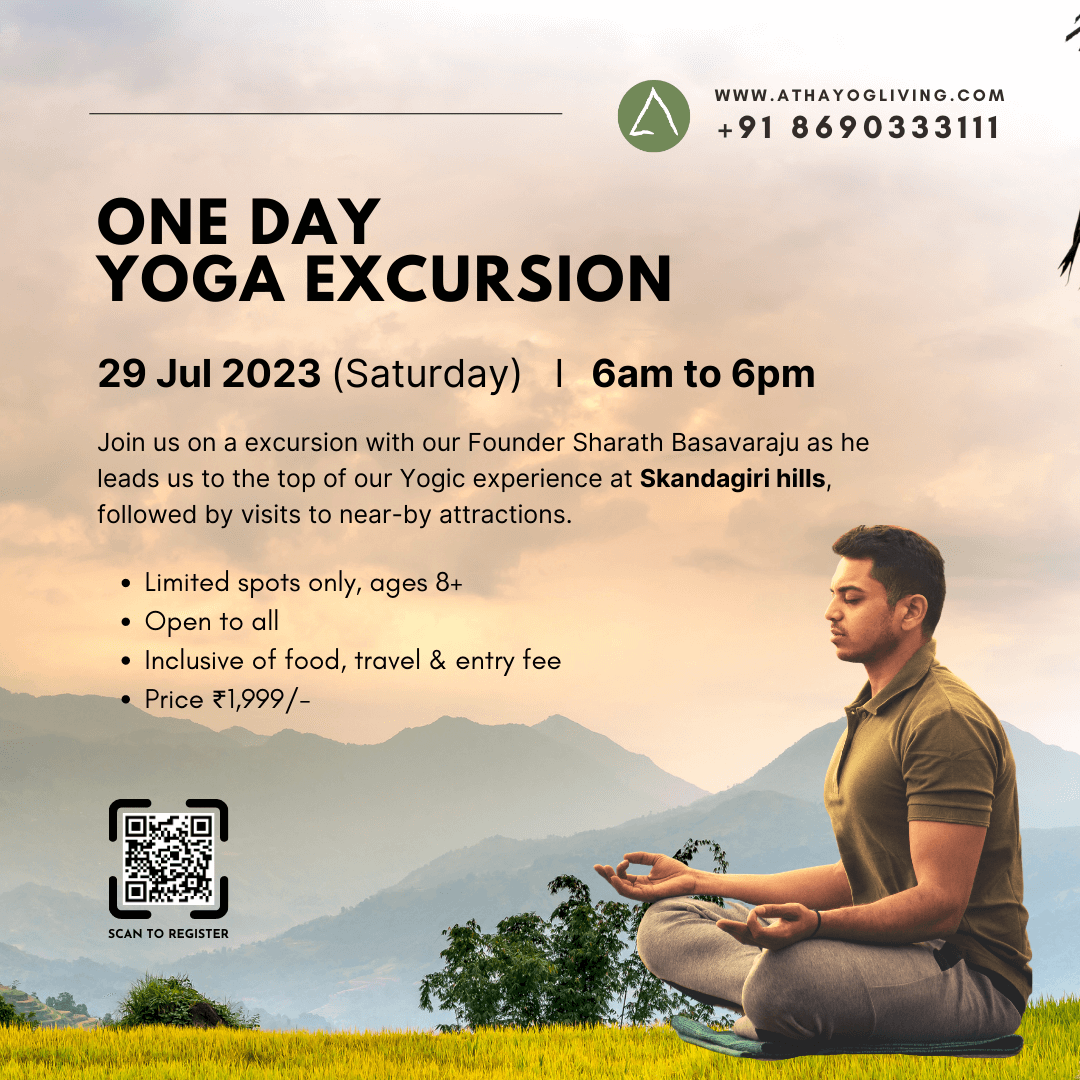 WWW.ATHAYOGLIVING.COM
+91 8690333111
ONE DAY
YOGA EXCURSION
29 Jul 2023 (Saturday) I 6am to 6pm
Join us on a excursion with our Founder Sharath Basavaraju as he
leads us to the top of our Yogic experience at Skandagiri hills,
followed by visits to near-by attractions.
• Limited spots only, ages 8+
• Open to all
• Inclusive of food, travel & entry fee
• Price ₹1,999/-
SCAN TO REGISTER